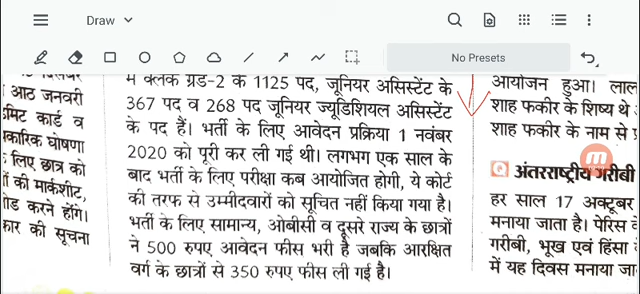 Draw
No Presets
आठ जनवरी
कार्ड व
घोषणा
लिए छात्र को
की मार्कशीट,
करने होंगे।
की सूचना
में क्लर्क ग्रेड-2 के 1125 पद, जूनियर असिस्टेंट के
367 पद व 268 पद जूनियर ज्यूडिशियल असिस्टेंट
के पद हैं। भर्ती के लिए आवेदन प्रक्रिया 1 नवंबर
2020 को पूरी कर ली गई थी। लगभग एक साल के
बाद भर्ती के लिए परीक्षा कब आयोजित होगी, ये कोर्ट
की तरफ से उम्मीदवारों को सूचित नहीं किया गया है।
भर्ती के लिए सामान्य, ओबीसी व दूसरे राज्य के छात्रों
ने 500 रुपए आवेदन फीस भरी है जबकि आरक्षित
वर्ग के छात्रों से 350 रुपए फीस ली गई है।
आयोजन हुआ। लाल
शाह फकीर के शिष्य थे
शाह फकीर के नाम से
Q अंतरराष्ट्रीय गरीबी
हर साल 17 अक्टूबर
मनाया जाता है। पेरिस
गरीबी, भूख एवं हिंसा
में यह दिवस मनाया जा